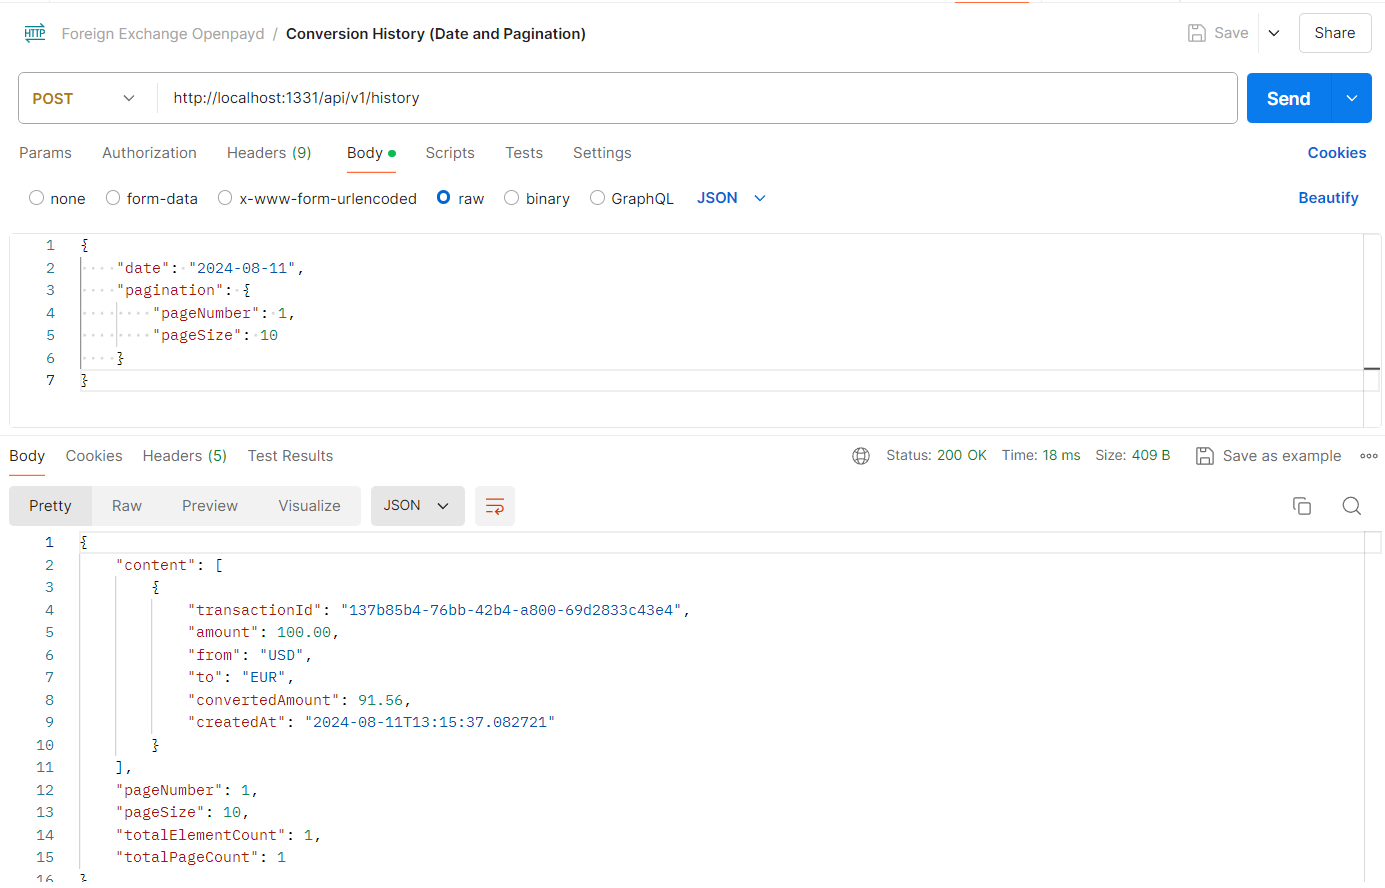 HTTP Foreign Exchange Openpayd / Conversion History (Date and Pagination) Save Share
POST http://localhost:1331/api/v1/history Send
Params Authorization Headers (9) Body Scripts Tests Settings Cookies
none form-data x-www-form-urlencoded raw binary GraphQL JSON Beautify
1 {
2 "date": "2024-08-11",
3 "pagination": {
4 "pageNumber": 1,
5 "pageSize": 10
6 }
7 }
Body Cookies Headers (5) Test Results Status: 200 OK Time: 18 ms Size: 409 B Save as example
Pretty Raw Preview Visualize JSON
1 {
2 "content": [
3 {
4 "transactionId": "137b85b4-76bb-42b4-a800-69d2833c43e4",
5 "amount": 100.00,
6 "from": "USD",
7 "to": "EUR",
8 "convertedAmount": 91.56,
9 "createdAt": "2024-08-11T13:15:37.082721"
10 }
11 ],
12 "pageNumber": 1,
13 "pageSize": 10,
14 "totalElementCount": 1,
15 "totalPageCount": 1
16 }